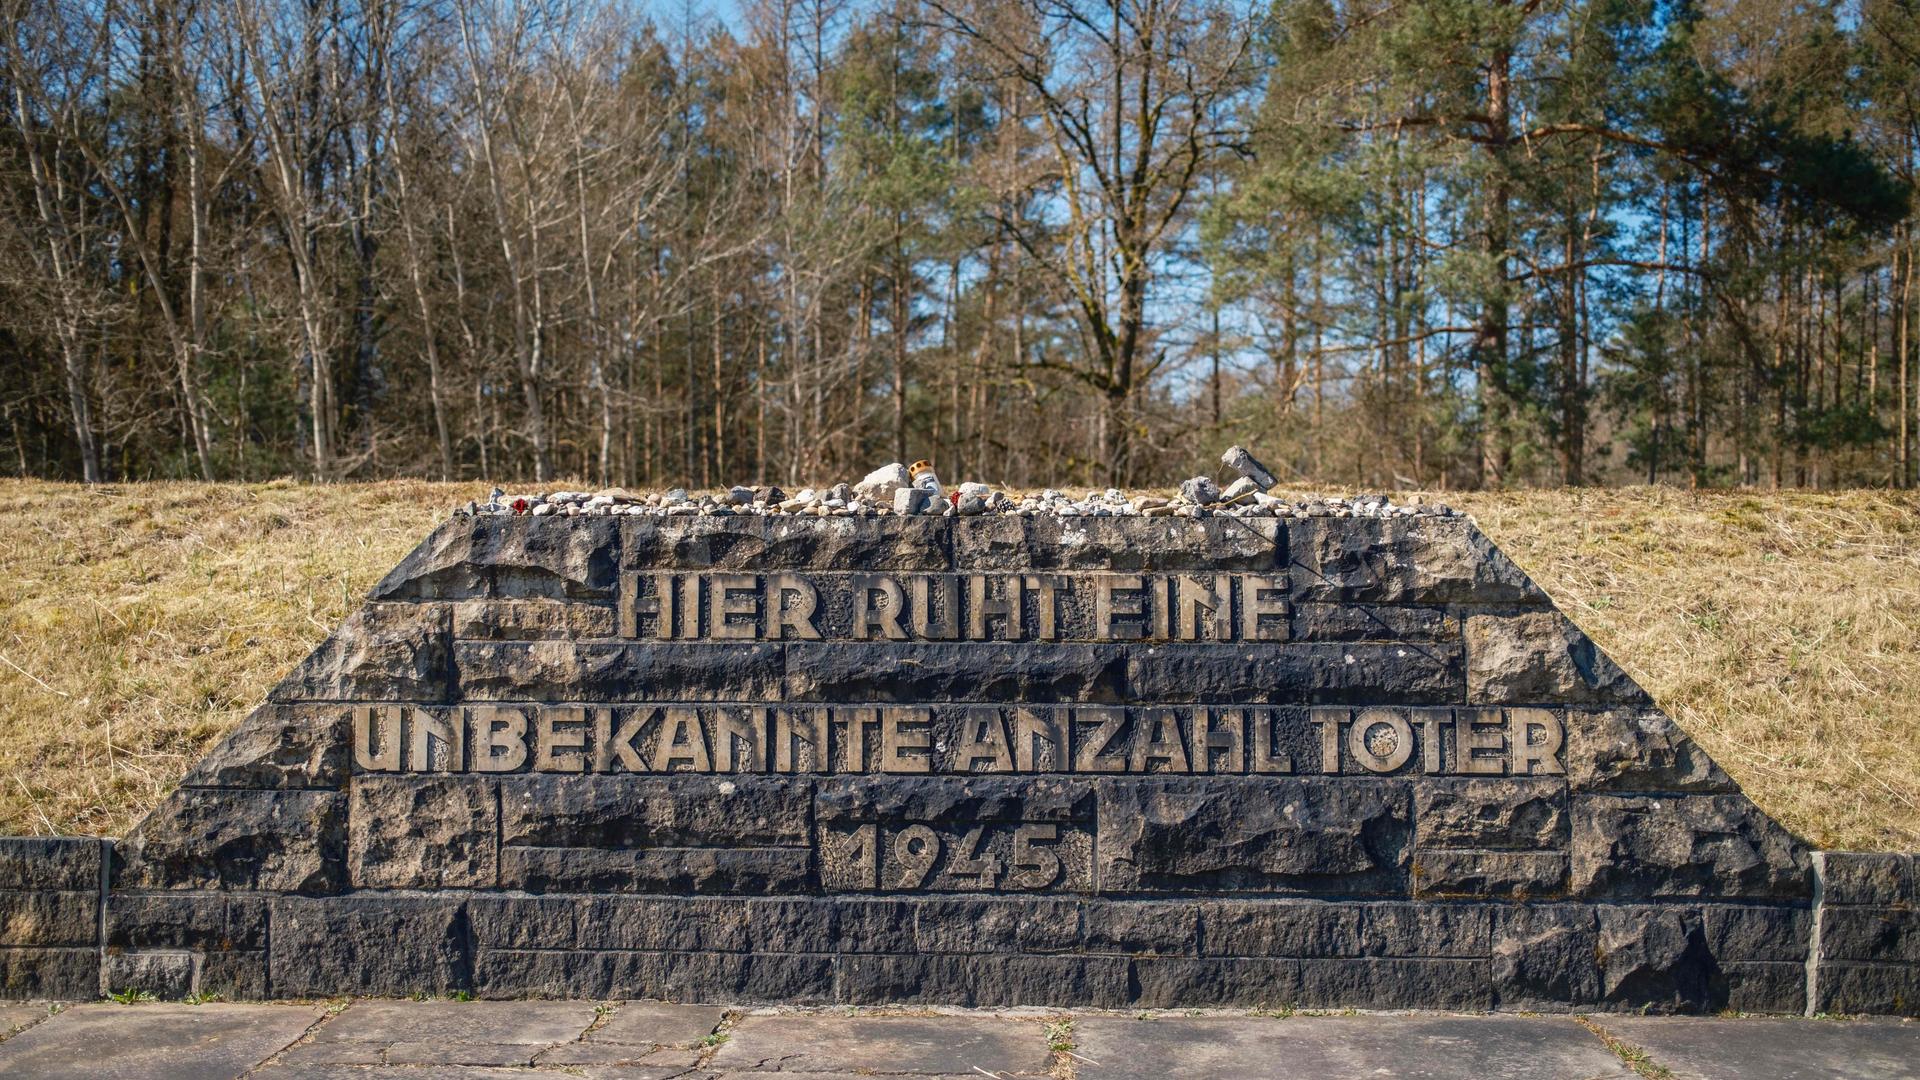 HIER RUHT EINE
UNBEKANNTE ANZAHL TOTER
1945